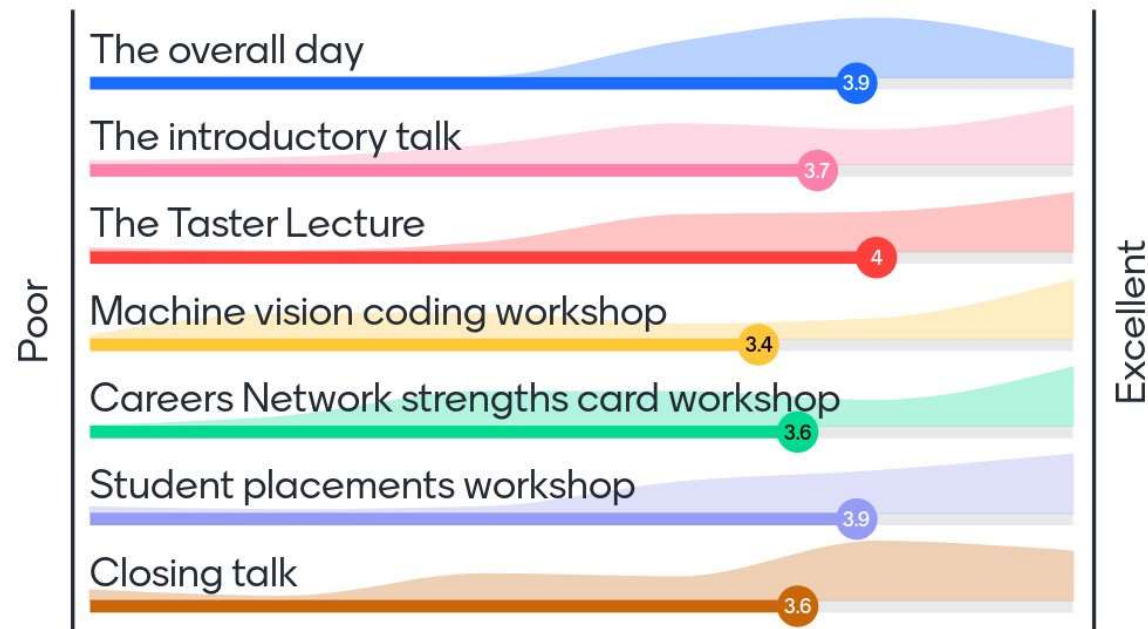 The overall day
3.9
The introductory talk
3.7
The Taster Lecture
4
Machine vision coding workshop
3.4
Careers Network strengths card workshop
3.6
Student placements workshop
3.9
Closing talk
3.6
Poor
Excellent